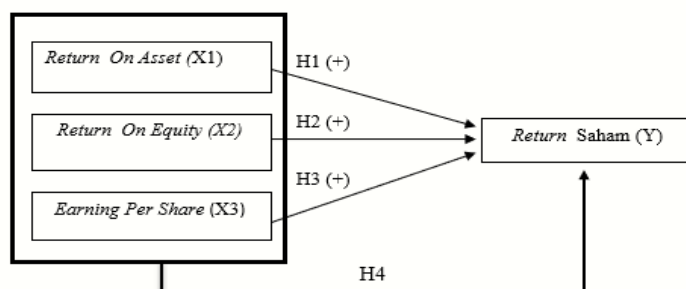 Return On Asset (X1)
H1 (+)
Return On Equity (X2)
H2 (+)
Return Saham (Y)
H3 (+)
Earning Per Share (X3)
H4